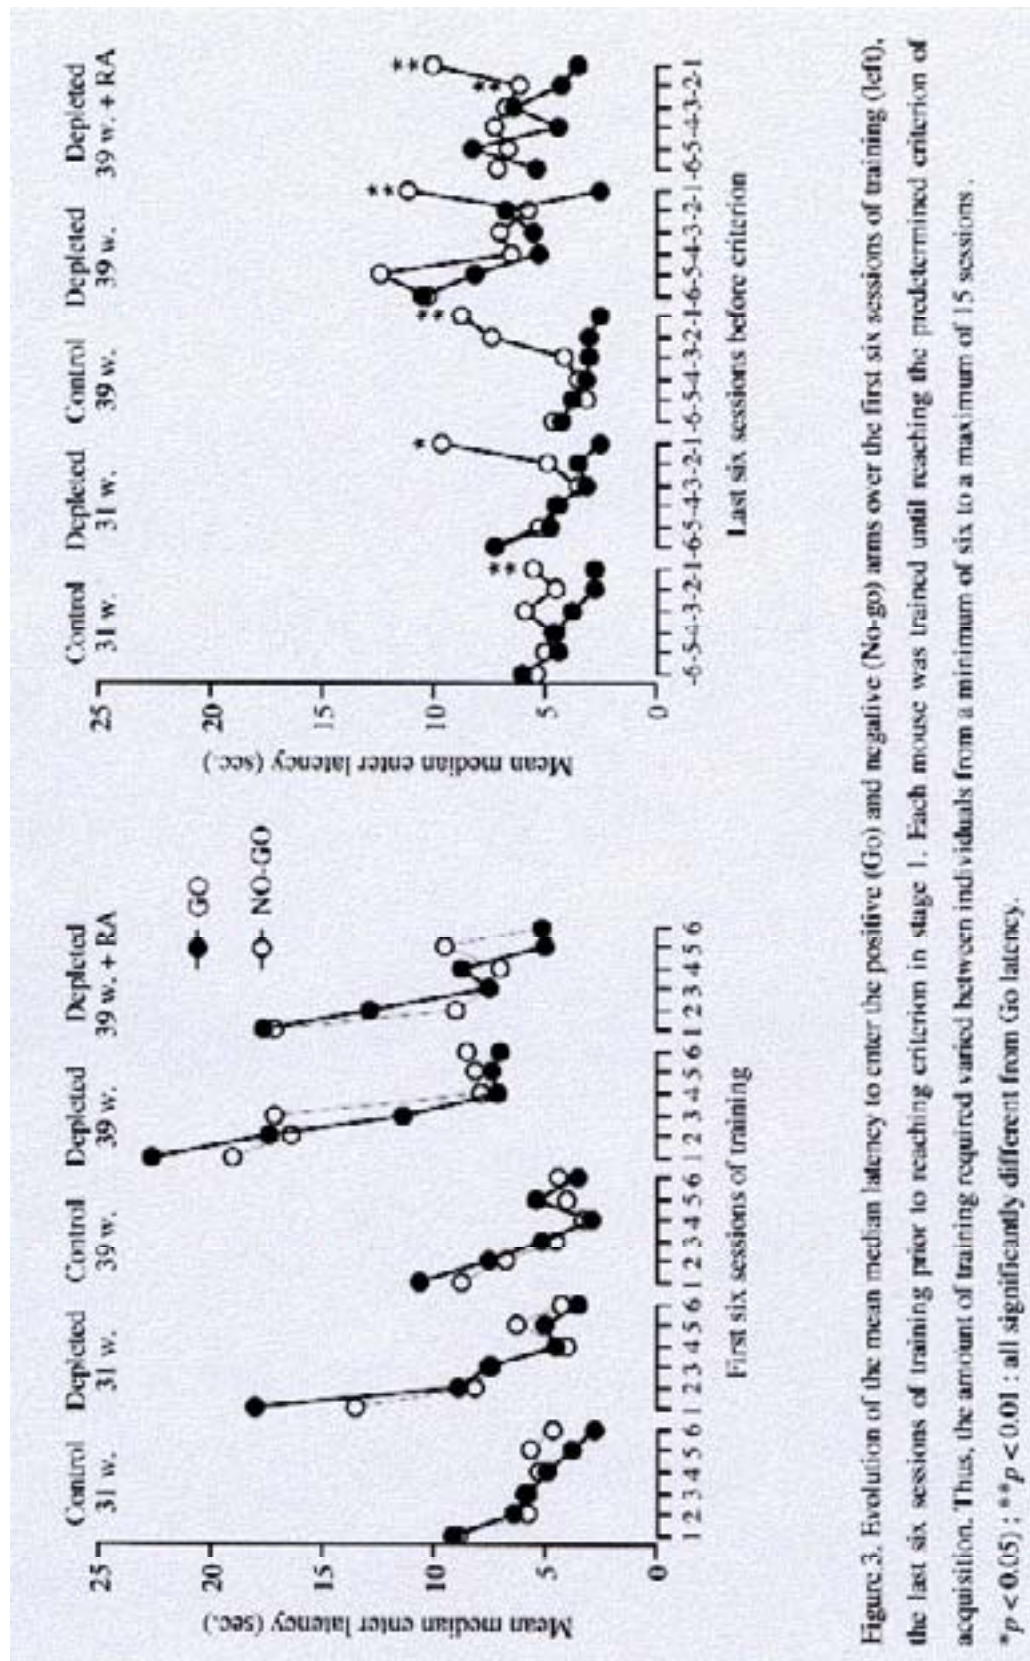 Control Depleted Control Depleted Depleted
31 w. 31 w. 39 w. 39 w. 39 w. + RA
GO
NO-GO
25
20
15
10
5
0
Mean median enter latency (sec.)
1 2 3 4 5 6 1 2 3 4 5 6 1 2 3 4 5 6 1 2 3 4 5 6 1 2 3 4 5 6
First six sessions of training
Control Depleted Control Depleted Depleted
31 w. 31 w. 39 w. 39 w. 39 w. + RA
** * ** ** ** **
25
20
15
10
5
0
Mean median enter latency (sec.)
-6-5-4-3-2-1-6-5-4-3-2-1-6-5-4-3-2-1-6-5-4-3-2-1-6-5-4-3-2-1
Last six sessions before criterion
Figure 3. Evolution of the mean median latency to enter the positive (Go) and negative (No-go) arms over the first six sessions of training (left),
the last six sessions of training prior to reaching criterion in stage 1. Each mouse was trained until reaching the predetermined criterion of
acquisition. Thus, the amount of training required varied between individuals from a minimum of six to a maximum of 15 sessions .
*p < 0.05) ; **p < 0.01 : all significantly different from Go latency.